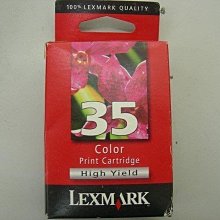 100% LEXMARK QUALITY
35
Color
Print Cartridge
High Yield
LEXMARK